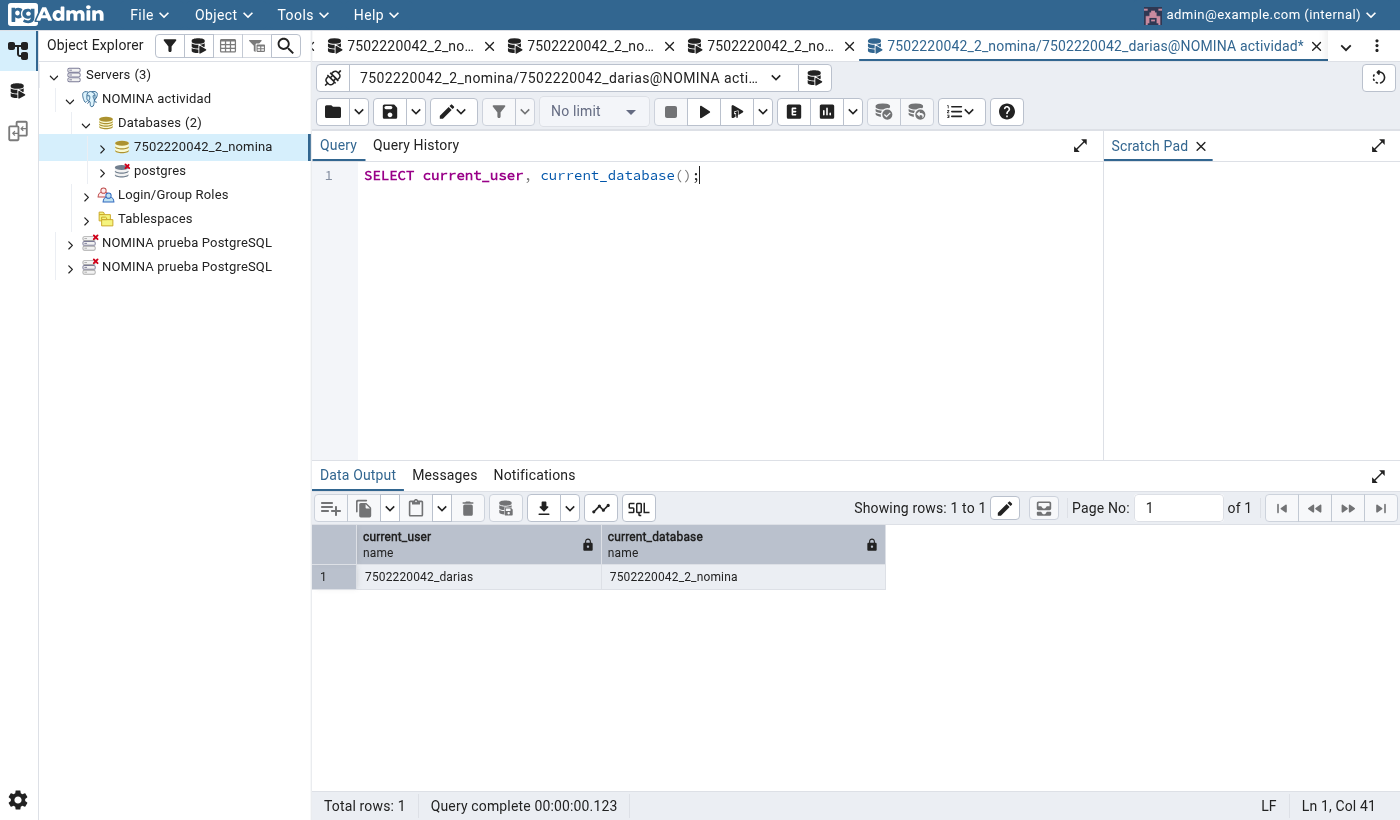 pgAdmin File Object Tools Help admin@example.com (internal)
Object Explorer
7502220042_2_no... 7502220042_2_no... 7502220042_2_no... 7502220042_2_nomina/7502220042_darias@NOMINA actividad*
Servers (3)
NOMINA actividad
Databases (2)
7502220042_2_nomina
postgres
Login/Group Roles
Tablespaces
NOMINA prueba PostgreSQL
NOMINA prueba PostgreSQL
7502220042_2_nomina/7502220042_darias@NOMINA acti...
No limit
E
Query Query History
Scratch Pad
1 SELECT current_user, current_database();
Data Output Messages Notifications
SQL Showing rows: 1 to 1 Page No: 1 of 1
current_user current_database
name name
1 7502220042_darias 7502220042_2_nomina
Total rows: 1 Query complete 00:00:00.123 LF Ln 1, Col 41